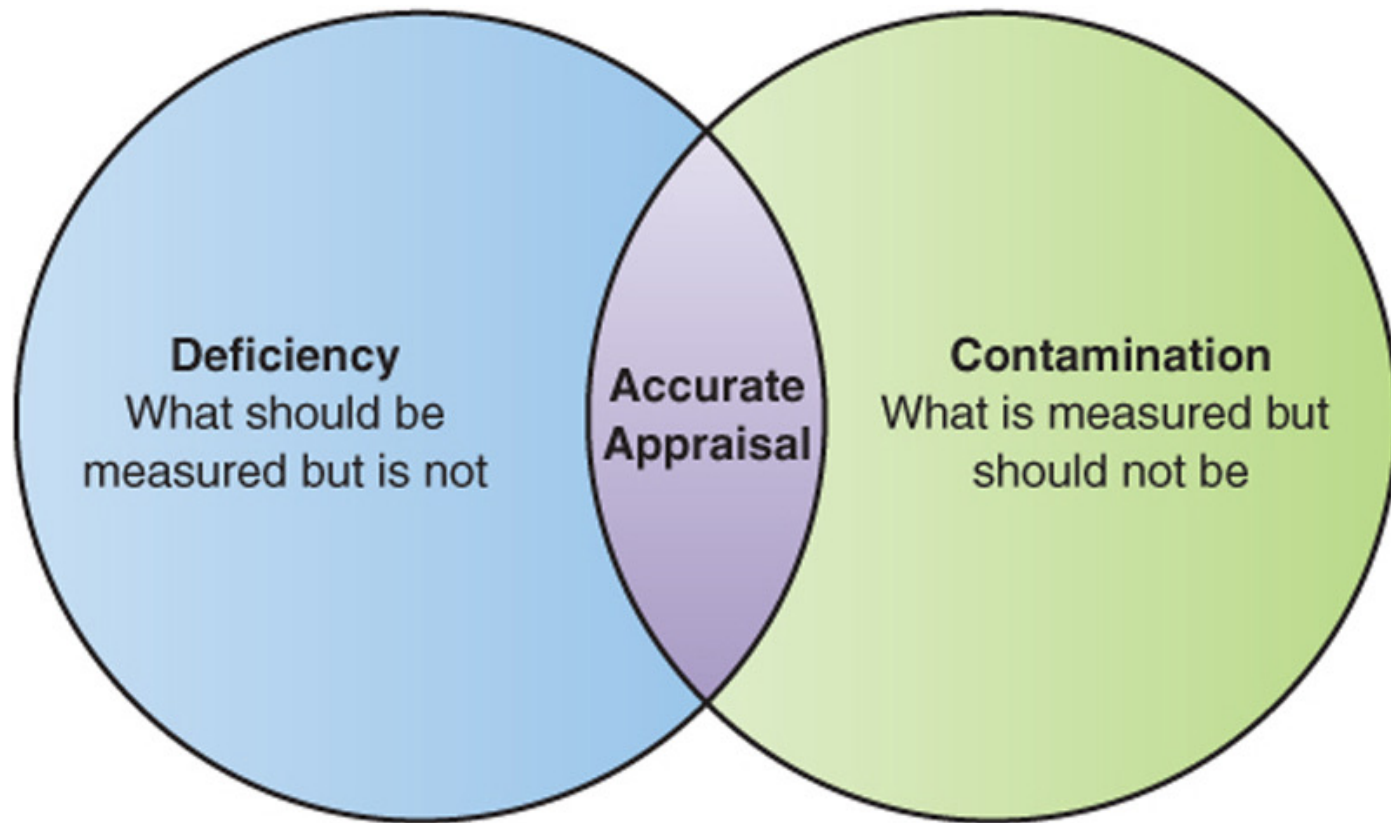 Deficiency
What should be
measured but is not
Accurate
Appraisal
Contamination
What is measured but
should not be